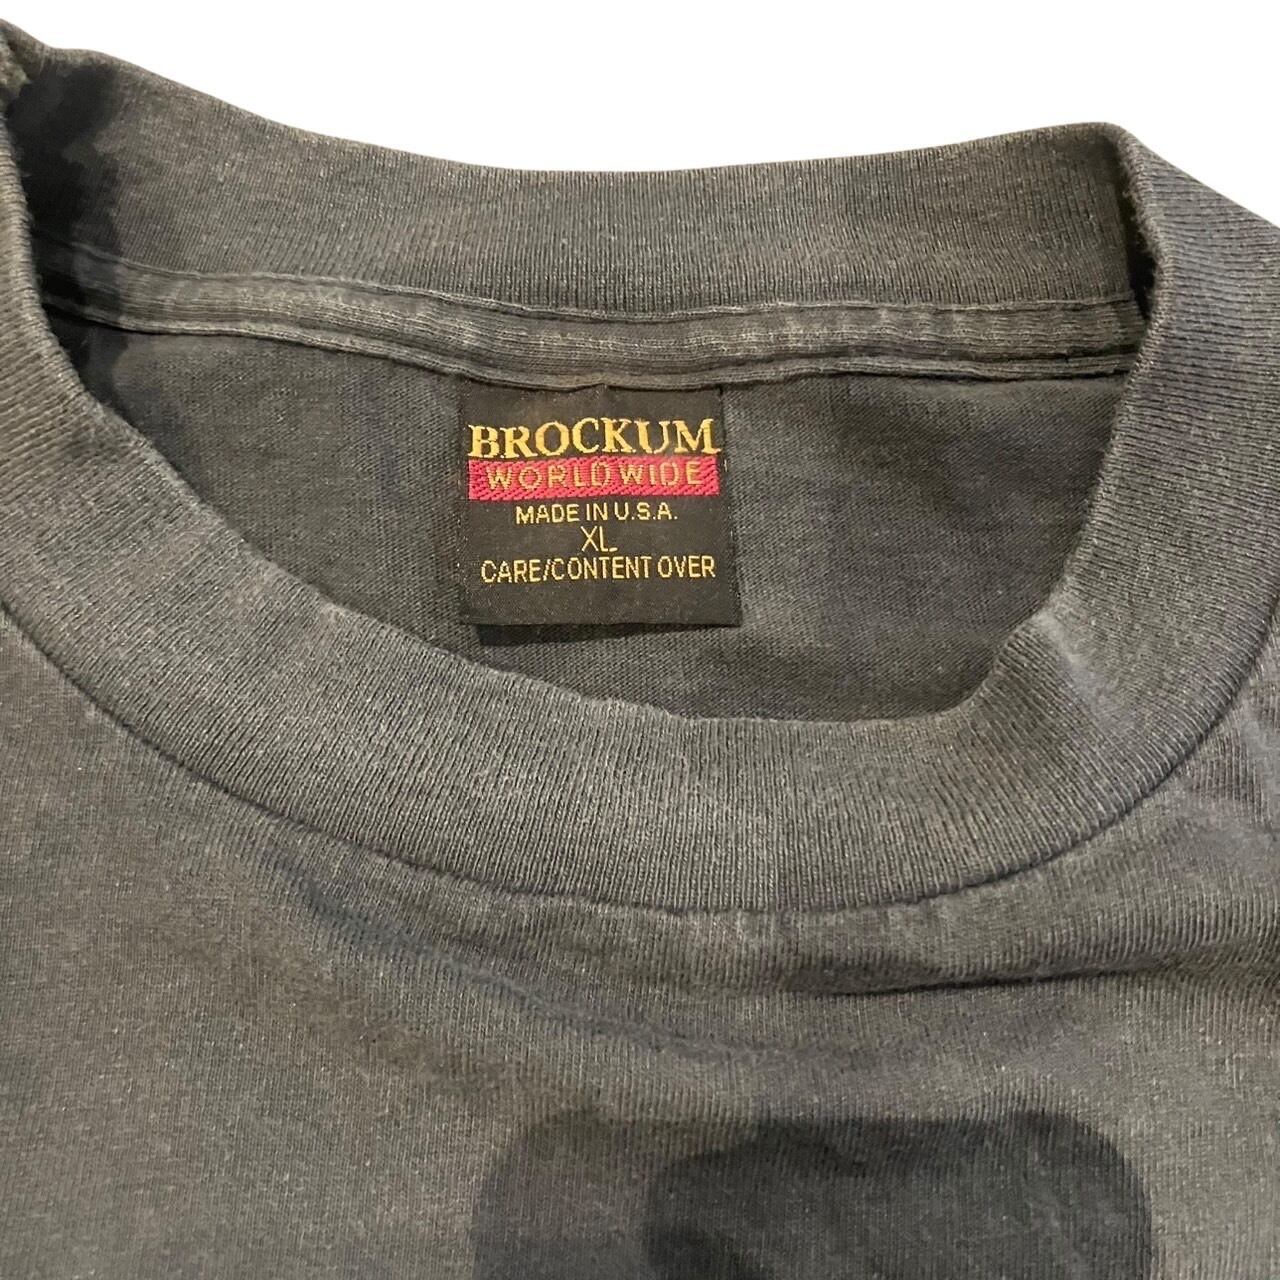 BROCKUM
WORLDWIDE
MADE IN U.S.A.
XL
CARE/CONTENT OVER